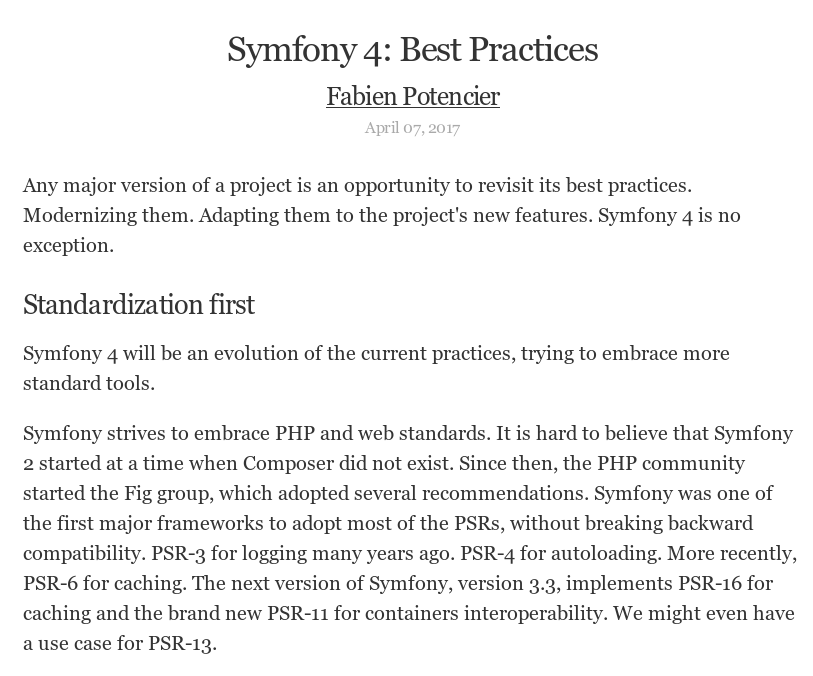 Symfony 4: Best Practices
Fabien Potencier
April 07, 2017
Any major version of a project is an opportunity to revisit its best practices.
Modernizing them. Adapting them to the project's new features. Symfony 4 is no
exception.
Standardization first
Symfony 4 will be an evolution of the current practices, trying to embrace more
standard tools.
Symfony strives to embrace PHP and web standards. It is hard to believe that Symfony
2 started at a time when Composer did not exist. Since then, the PHP community
started the Fig group, which adopted several recommendations. Symfony was one of
the first major frameworks to adopt most of the PSRs, without breaking backward
compatibility. PSR-3 for logging many years ago. PSR-4 for autoloading. More recently,
PSR-6 for caching. The next version of Symfony, version 3.3, implements PSR-16 for
caching and the brand new PSR-11 for containers interoperability. We might even have
a use case for PSR-13.